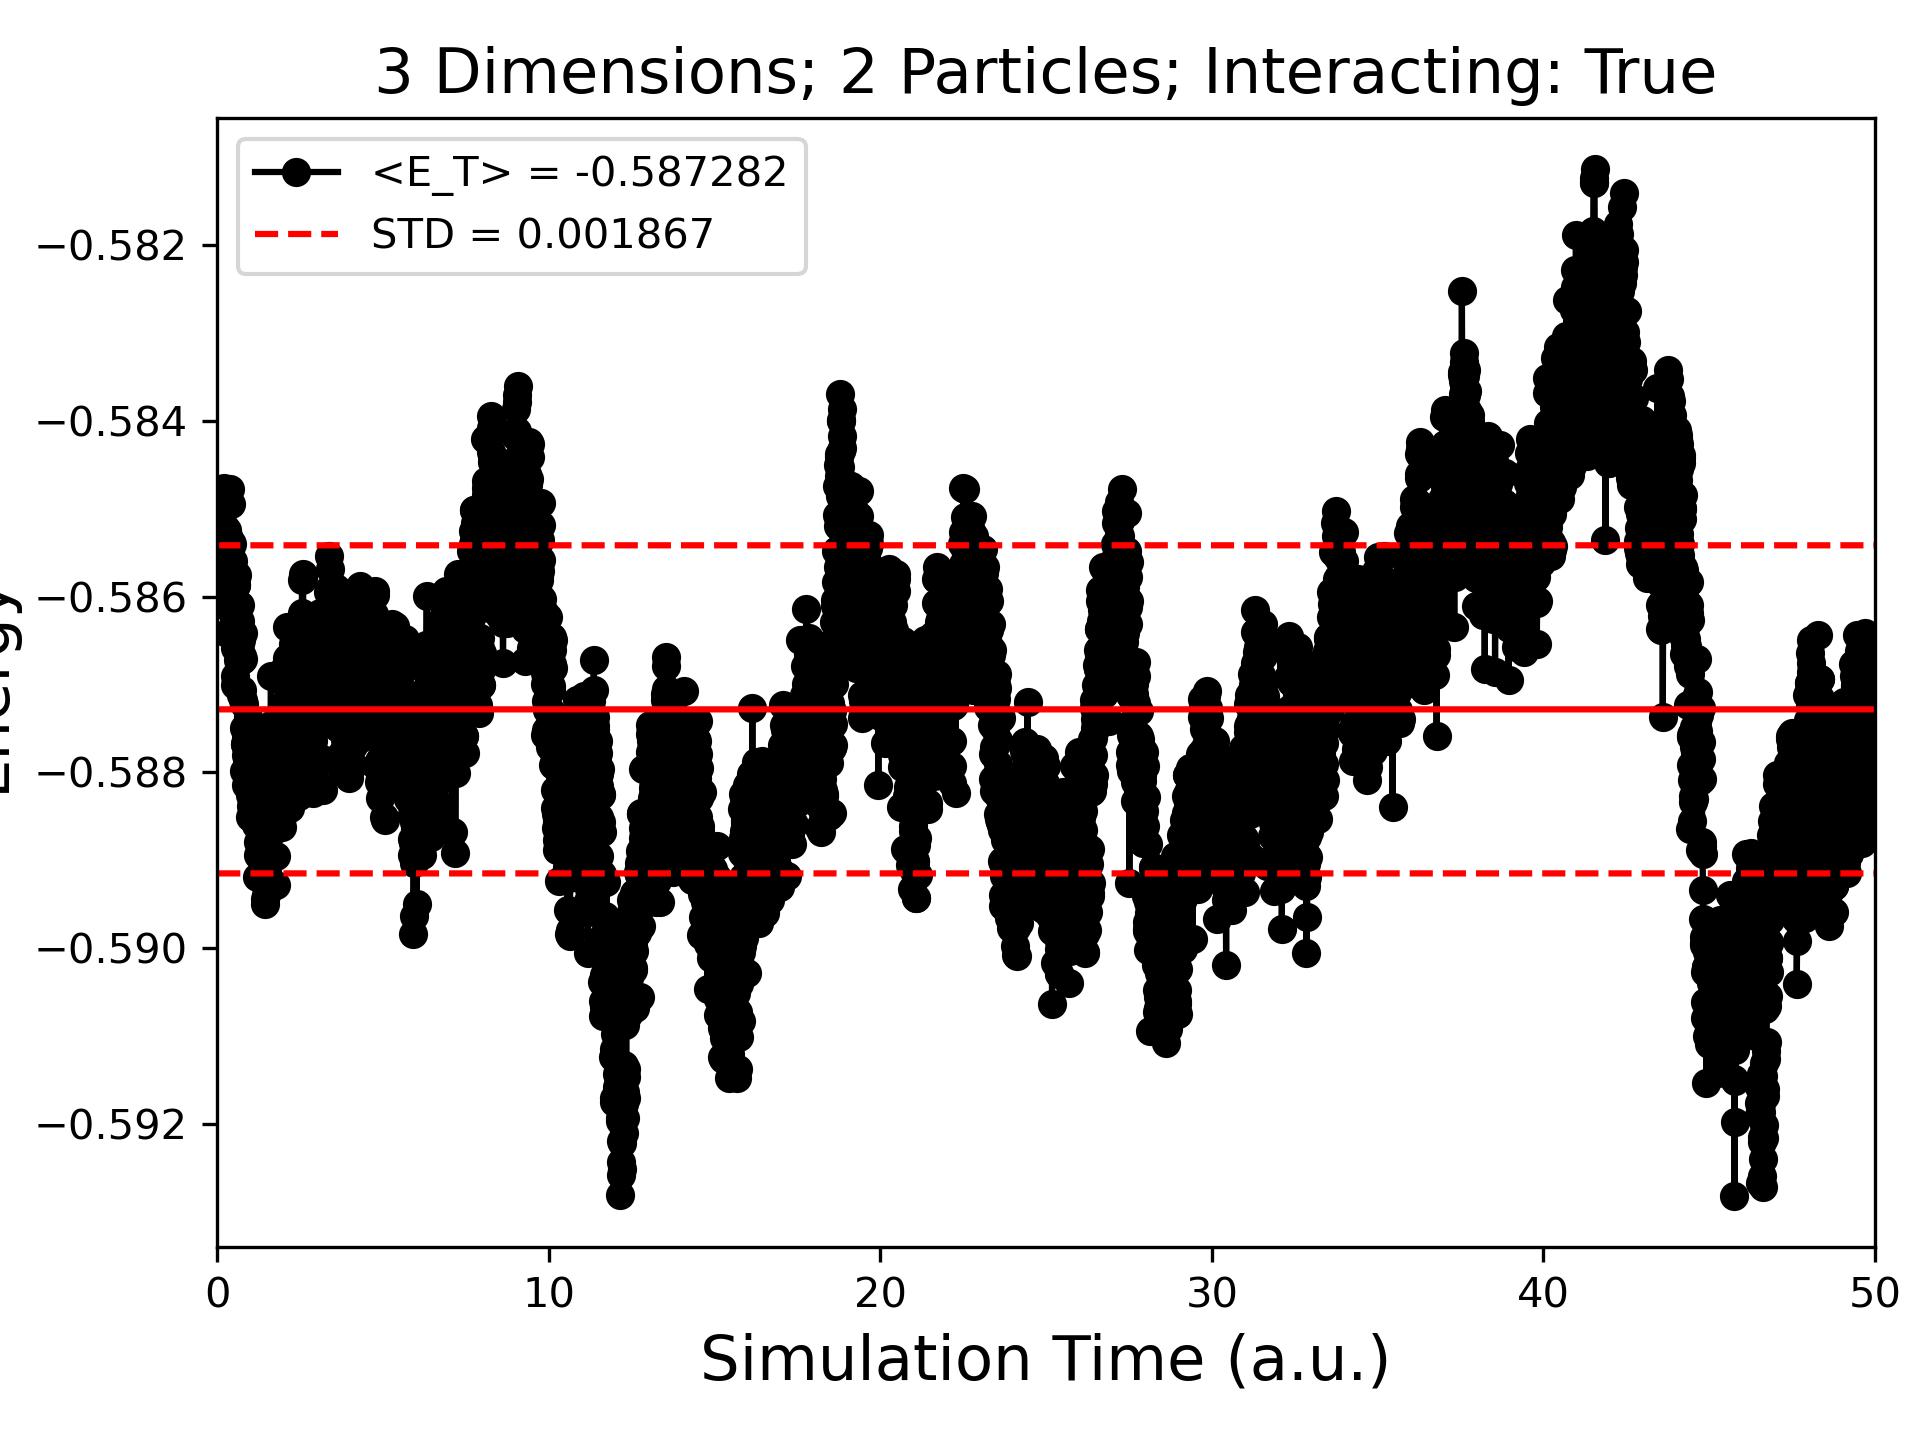 3 Dimensions; 2 Particles; Interacting: True
<E_T> = -0.587282
STD = 0.001867
−0.582
−0.584
−0.586
−0.588
−0.590
−0.592
Energy
0 10 20 30 40 50
Simulation Time (a.u.)